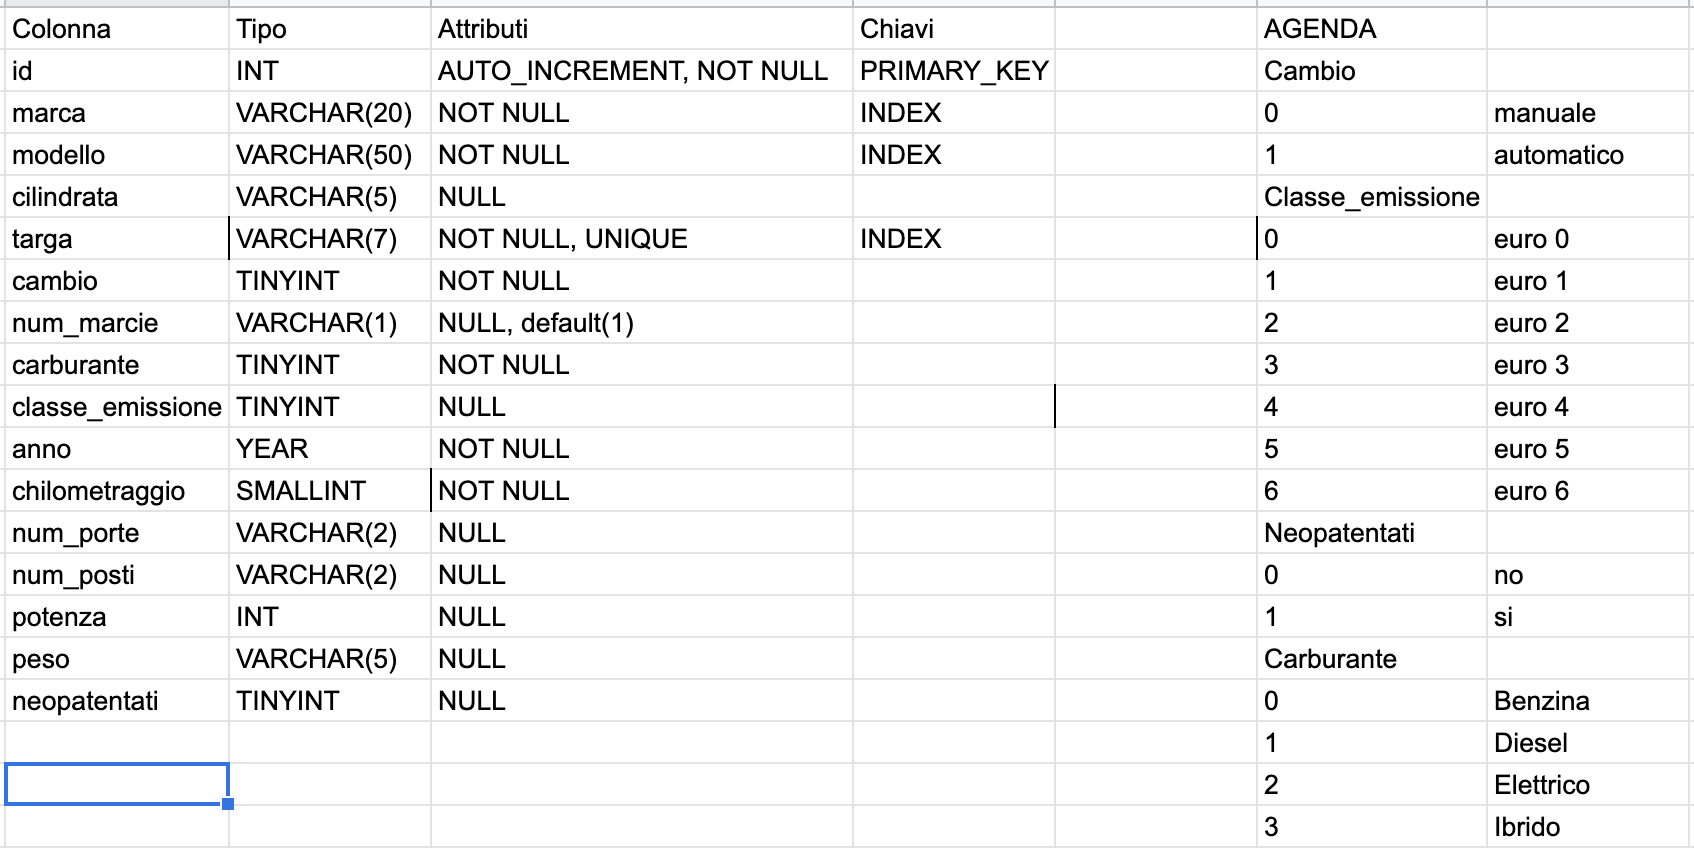 Colonna Tipo Attributi Chiavi AGENDA
id INT AUTO_INCREMENT, NOT NULL PRIMARY_KEY Cambio
marca VARCHAR(20) NOT NULL INDEX 0 manuale
modello VARCHAR(50) NOT NULL INDEX 1 automatico
cilindrata VARCHAR(5) NULL Classe_emissione
targa VARCHAR(7) NOT NULL, UNIQUE INDEX 0 euro 0
cambio TINYINT NOT NULL 1 euro 1
num_marcie VARCHAR(1) NULL, default(1) 2 euro 2
carburante TINYINT NOT NULL 3 euro 3
classe_emissione TINYINT NULL 4 euro 4
anno YEAR NOT NULL 5 euro 5
chilometraggio SMALLINT NOT NULL 6 euro 6
num_porte VARCHAR(2) NULL Neopatentati
num_posti VARCHAR(2) NULL 0 no
potenza INT NULL 1 si
peso VARCHAR(5) NULL Carburante
neopatentati TINYINT NULL 0 Benzina
1 Diesel
2 Elettrico
3 Ibrido